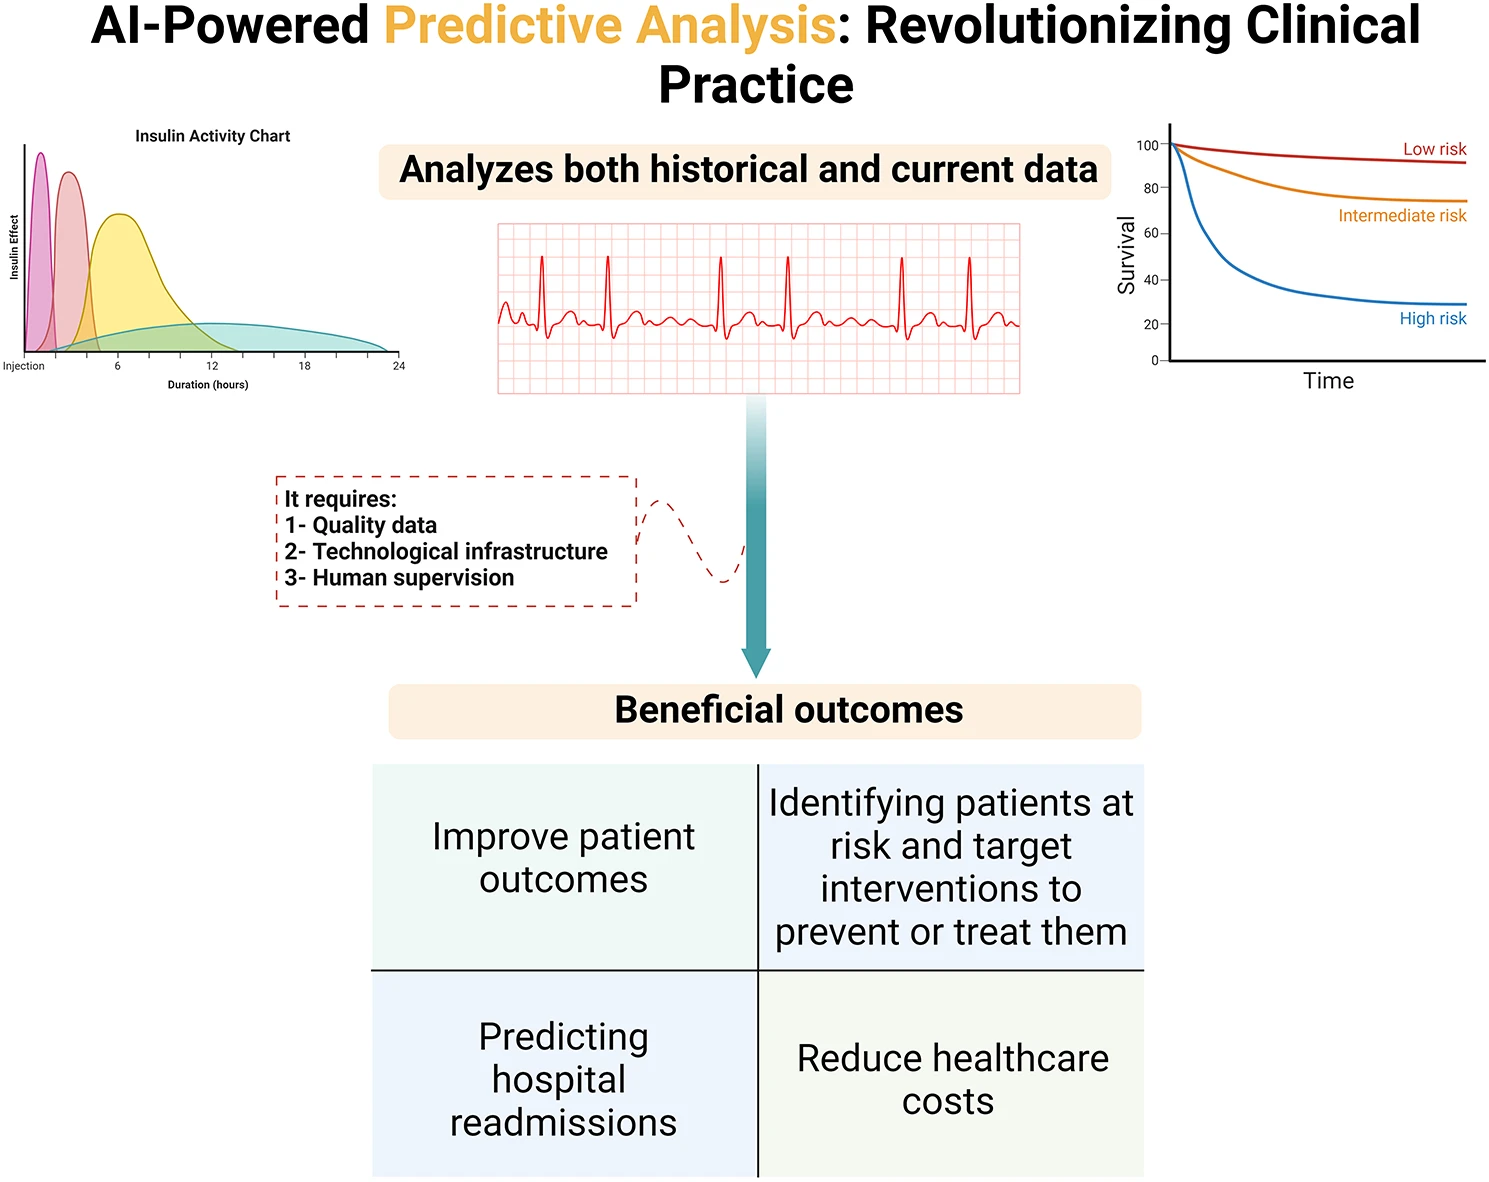 AI-Powered Predictive Analysis: Revolutionizing Clinical
Practice
Insulin Activity Chart
Insulin Effect
Injection
6
12
18
24
Duration (hours)
Analyzes both historical and current data
100
80
60
40
20
0
Survival
Low risk
Intermediate risk
High risk
Time
It requires:
1- Quality data
2- Technological infrastructure
3- Human supervision
Beneficial outcomes
Improve patient
outcomes
Identifying patients at
risk and target
interventions to
prevent or treat them
Predicting
hospital
readmissions
Reduce healthcare
costs